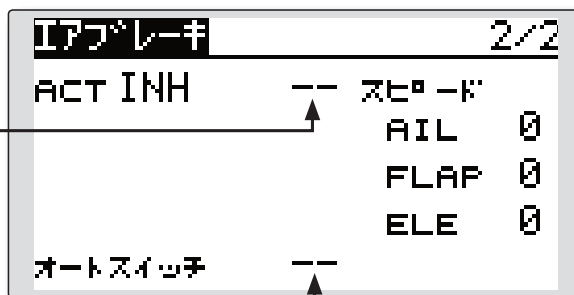 エアブレーキ 2/2
ACT INH -- スピード
AIL 0
FLAP 0
ELE 0
オートスイッチ --